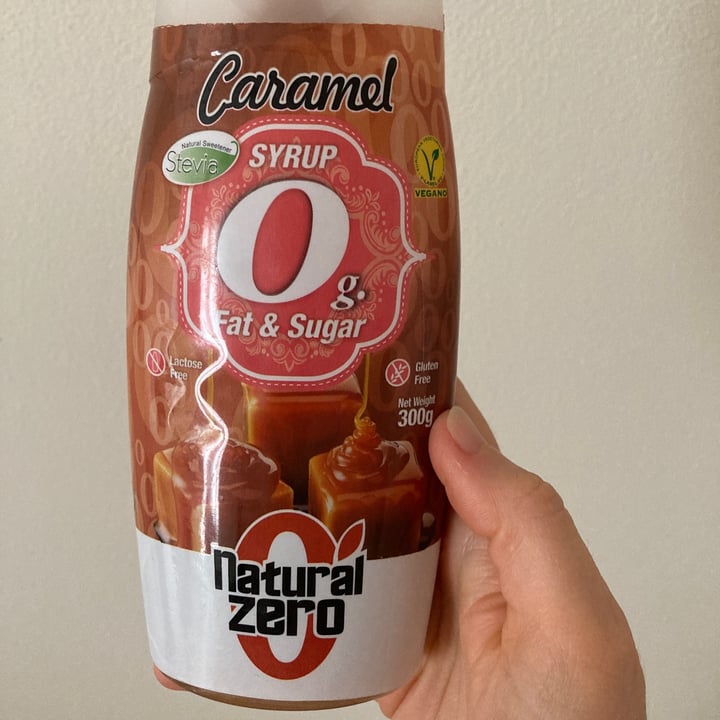 Caramel
Natural Sweetener
Stevia
SYRUP
0
g.
Fat & Sugar
VEGANO
Lactose
Free
Gluten
Free
Net Weight
300g
Natural
zero